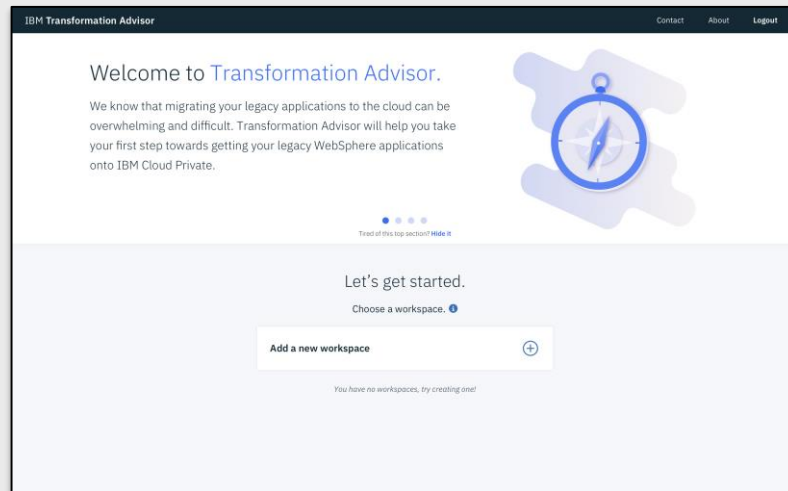 IBM Transformation Advisor
Contact About Logout
Welcome to Transformation Advisor.
We know that migrating your legacy applications to the cloud can be
overwhelming and difficult. Transformation Advisor will help you take
your first step towards getting your legacy WebSphere applications
onto IBM Cloud Private.
Tired of this top section? Hide it
Let's get started.
Choose a workspace.
Add a new workspace
You have no workspaces, try creating one!